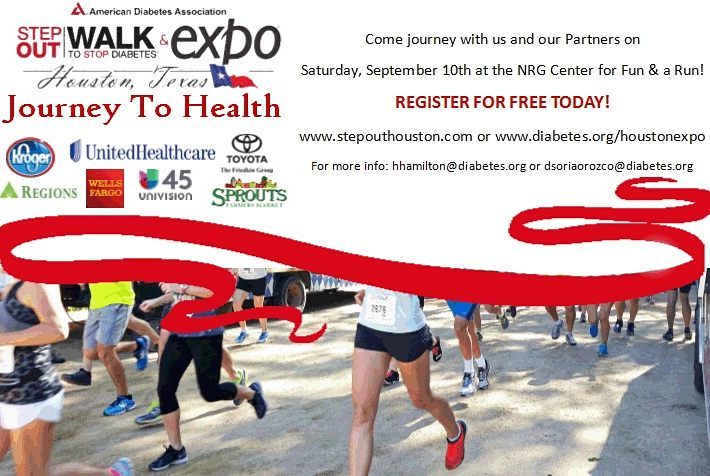 American Diabetes Association
STEP OUT WALK & expo
TO STOP DIABETES
Houston, Texas
Journey To Health
Kroger
UnitedHealthcare
TOYOTA
The Friedkin Group
REGIONS
WELLS FARGO
45
UNIVISION
SPROUTS
FARMERS MARKET
Come journey with us and our Partners on
Saturday, September 10th at the NRG Center for Fun & a Run!
REGISTER FOR FREE TODAY!
www.stepouthouston.com or www.diabetes.org/houstonexpo
For more info: hhamilton@diabetes.org or dsoriaorozco@diabetes.org
2678